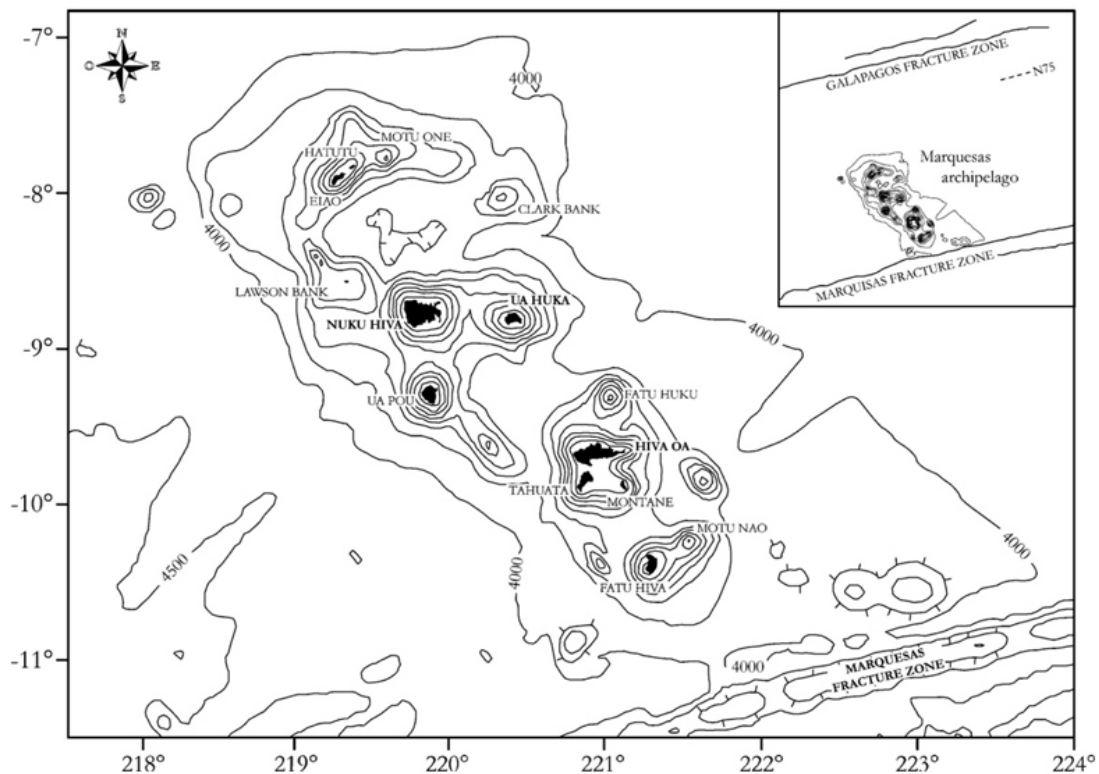 -7°
-8°
-9°
-10°
-11°
218°
219°
220°
221°
222°
223°
224°
N
O
E
S
4000
MOTU ONE
HATUTU
EIAO
CLARK BANK
4000
LAWSON BANK
UA HUKA
NUKU HIVA
4000
UA POU
FATU HUKU
HIVA OA
TAHUATA
MONTANE
MOTU NAO
4000
4500
4000
FATU HIVA
4000
MARQUESAS
FRACTURE ZONE
GALAPAGOS FRACTURE ZONE
N75
Marquesas
archipelago
MARQUISAS FRACTURE ZONE